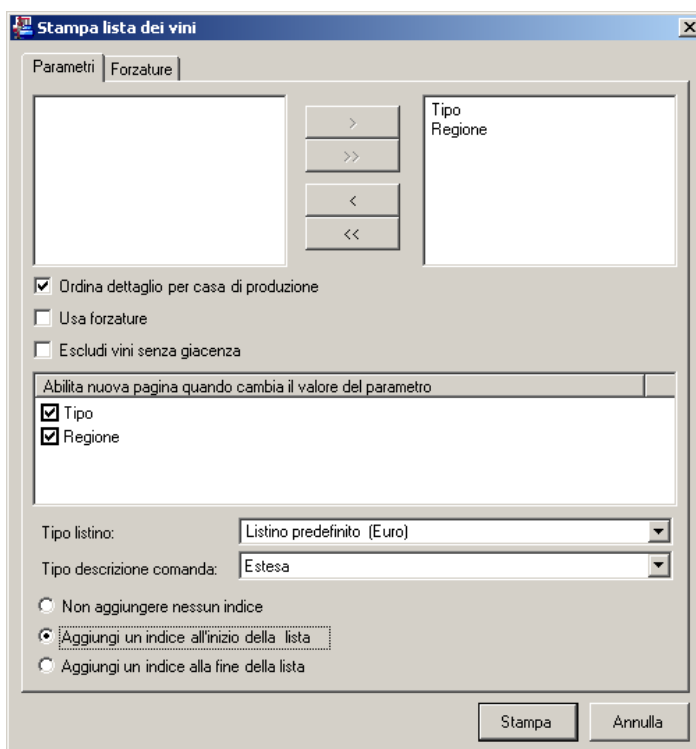 Stampa lista dei vini
Parametri
Forzature
>
>>
<
<<
Tipo
Regione
Ordina dettaglio per casa di produzione
Usa forzature
Escludi vini senza giacenza
Abilita nuova pagina quando cambia il valore del parametro
Tipo
Regione
Tipo listino:
Listino predefinito (Euro)
Tipo descrizione comanda:
Estesa
Non aggiungere nessun indice
Aggiungi un indice all'inizio della lista
Aggiungi un indice alla fine della lista
Stampa
Annulla